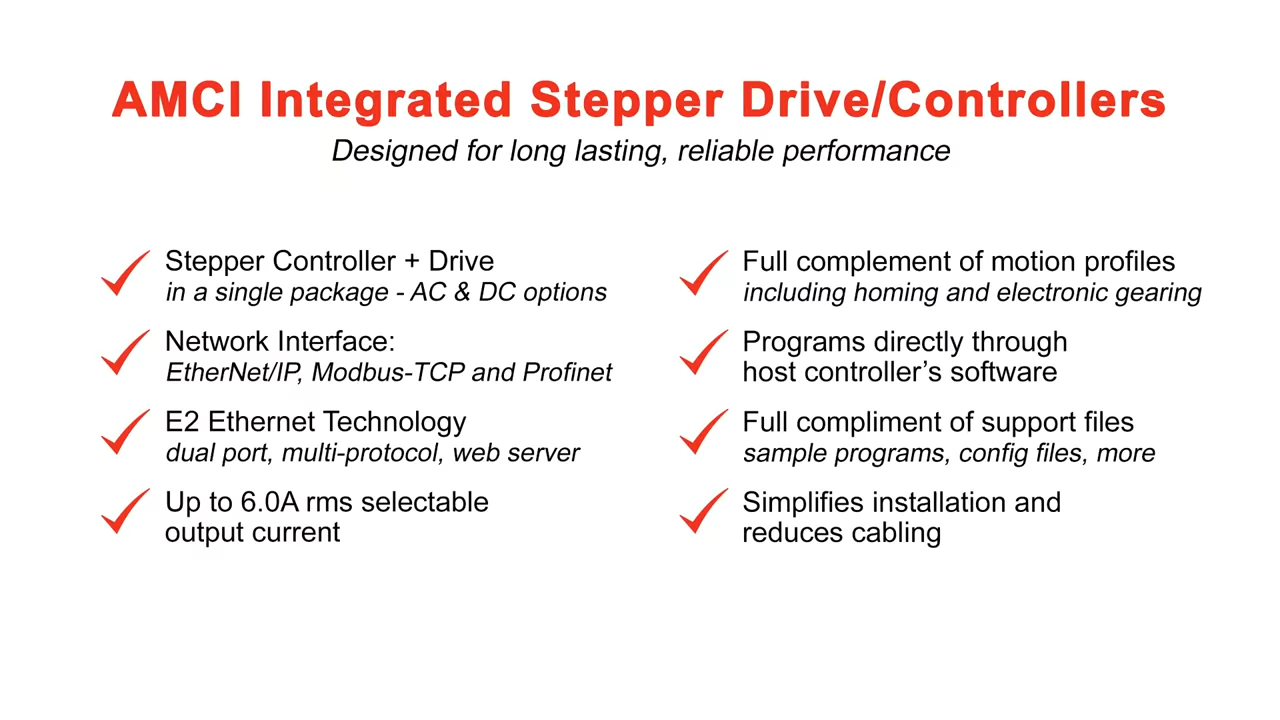 AMCI Integrated Stepper Drive/Controllers
Designed for long lasting, reliable performance
Stepper Controller + Drive
in a single package - AC & DC options
Network Interface:
EtherNet/IP, Modbus-TCP and Profinet
E2 Ethernet Technology
dual port, multi-protocol, web server
Up to 6.0A rms selectable
output current
Full complement of motion profiles
including homing and electronic gearing
Programs directly through
host controller’s software
Full compliment of support files
sample programs, config files, more
Simplifies installation and
reduces cabling